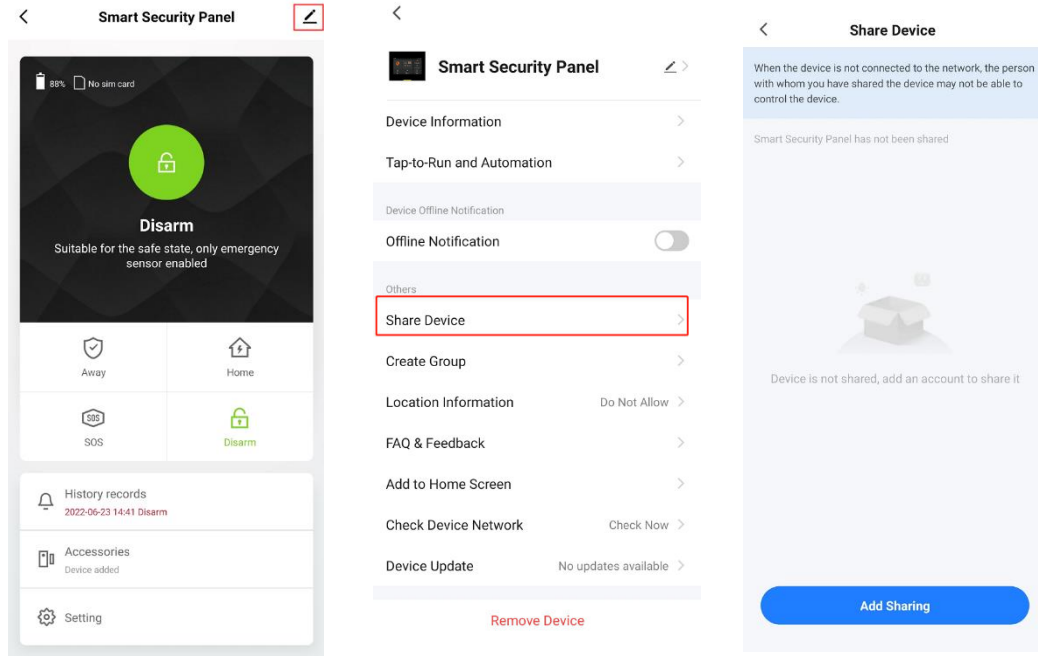 Smart Security Panel
88% No sim card
Disarm
Suitable for the safe state, only emergency
sensor enabled
Away
Home
SOS
SOS
Disarm
History records
2022-06-23 14:41 Disarm
Accessories
Device added
Setting
Smart Security Panel
Device Information
Tap-to-Run and Automation
Device Offline Notification
Offline Notification
Others
Share Device
Create Group
Location Information Do Not Allow
FAQ & Feedback
Add to Home Screen
Check Device Network Check Now
Device Update No updates available
Remove Device
Share Device
When the device is not connected to the network, the person
with whom you have shared the device may not be able to
control the device.
Smart Security Panel has not been shared
Device is not shared, add an account to share it
Add Sharing